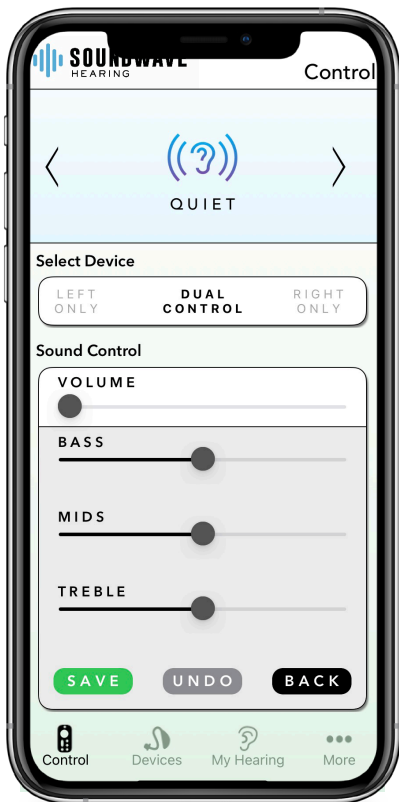 SOUNDWAVE
HEARING
Control
QUIET
Select Device
LEFT ONLY
DUAL CONTROL
RIGHT ONLY
Sound Control
VOLUME
BASS
MIDS
TREBLE
SAVE UNDO BACK
Control Devices My Hearing More